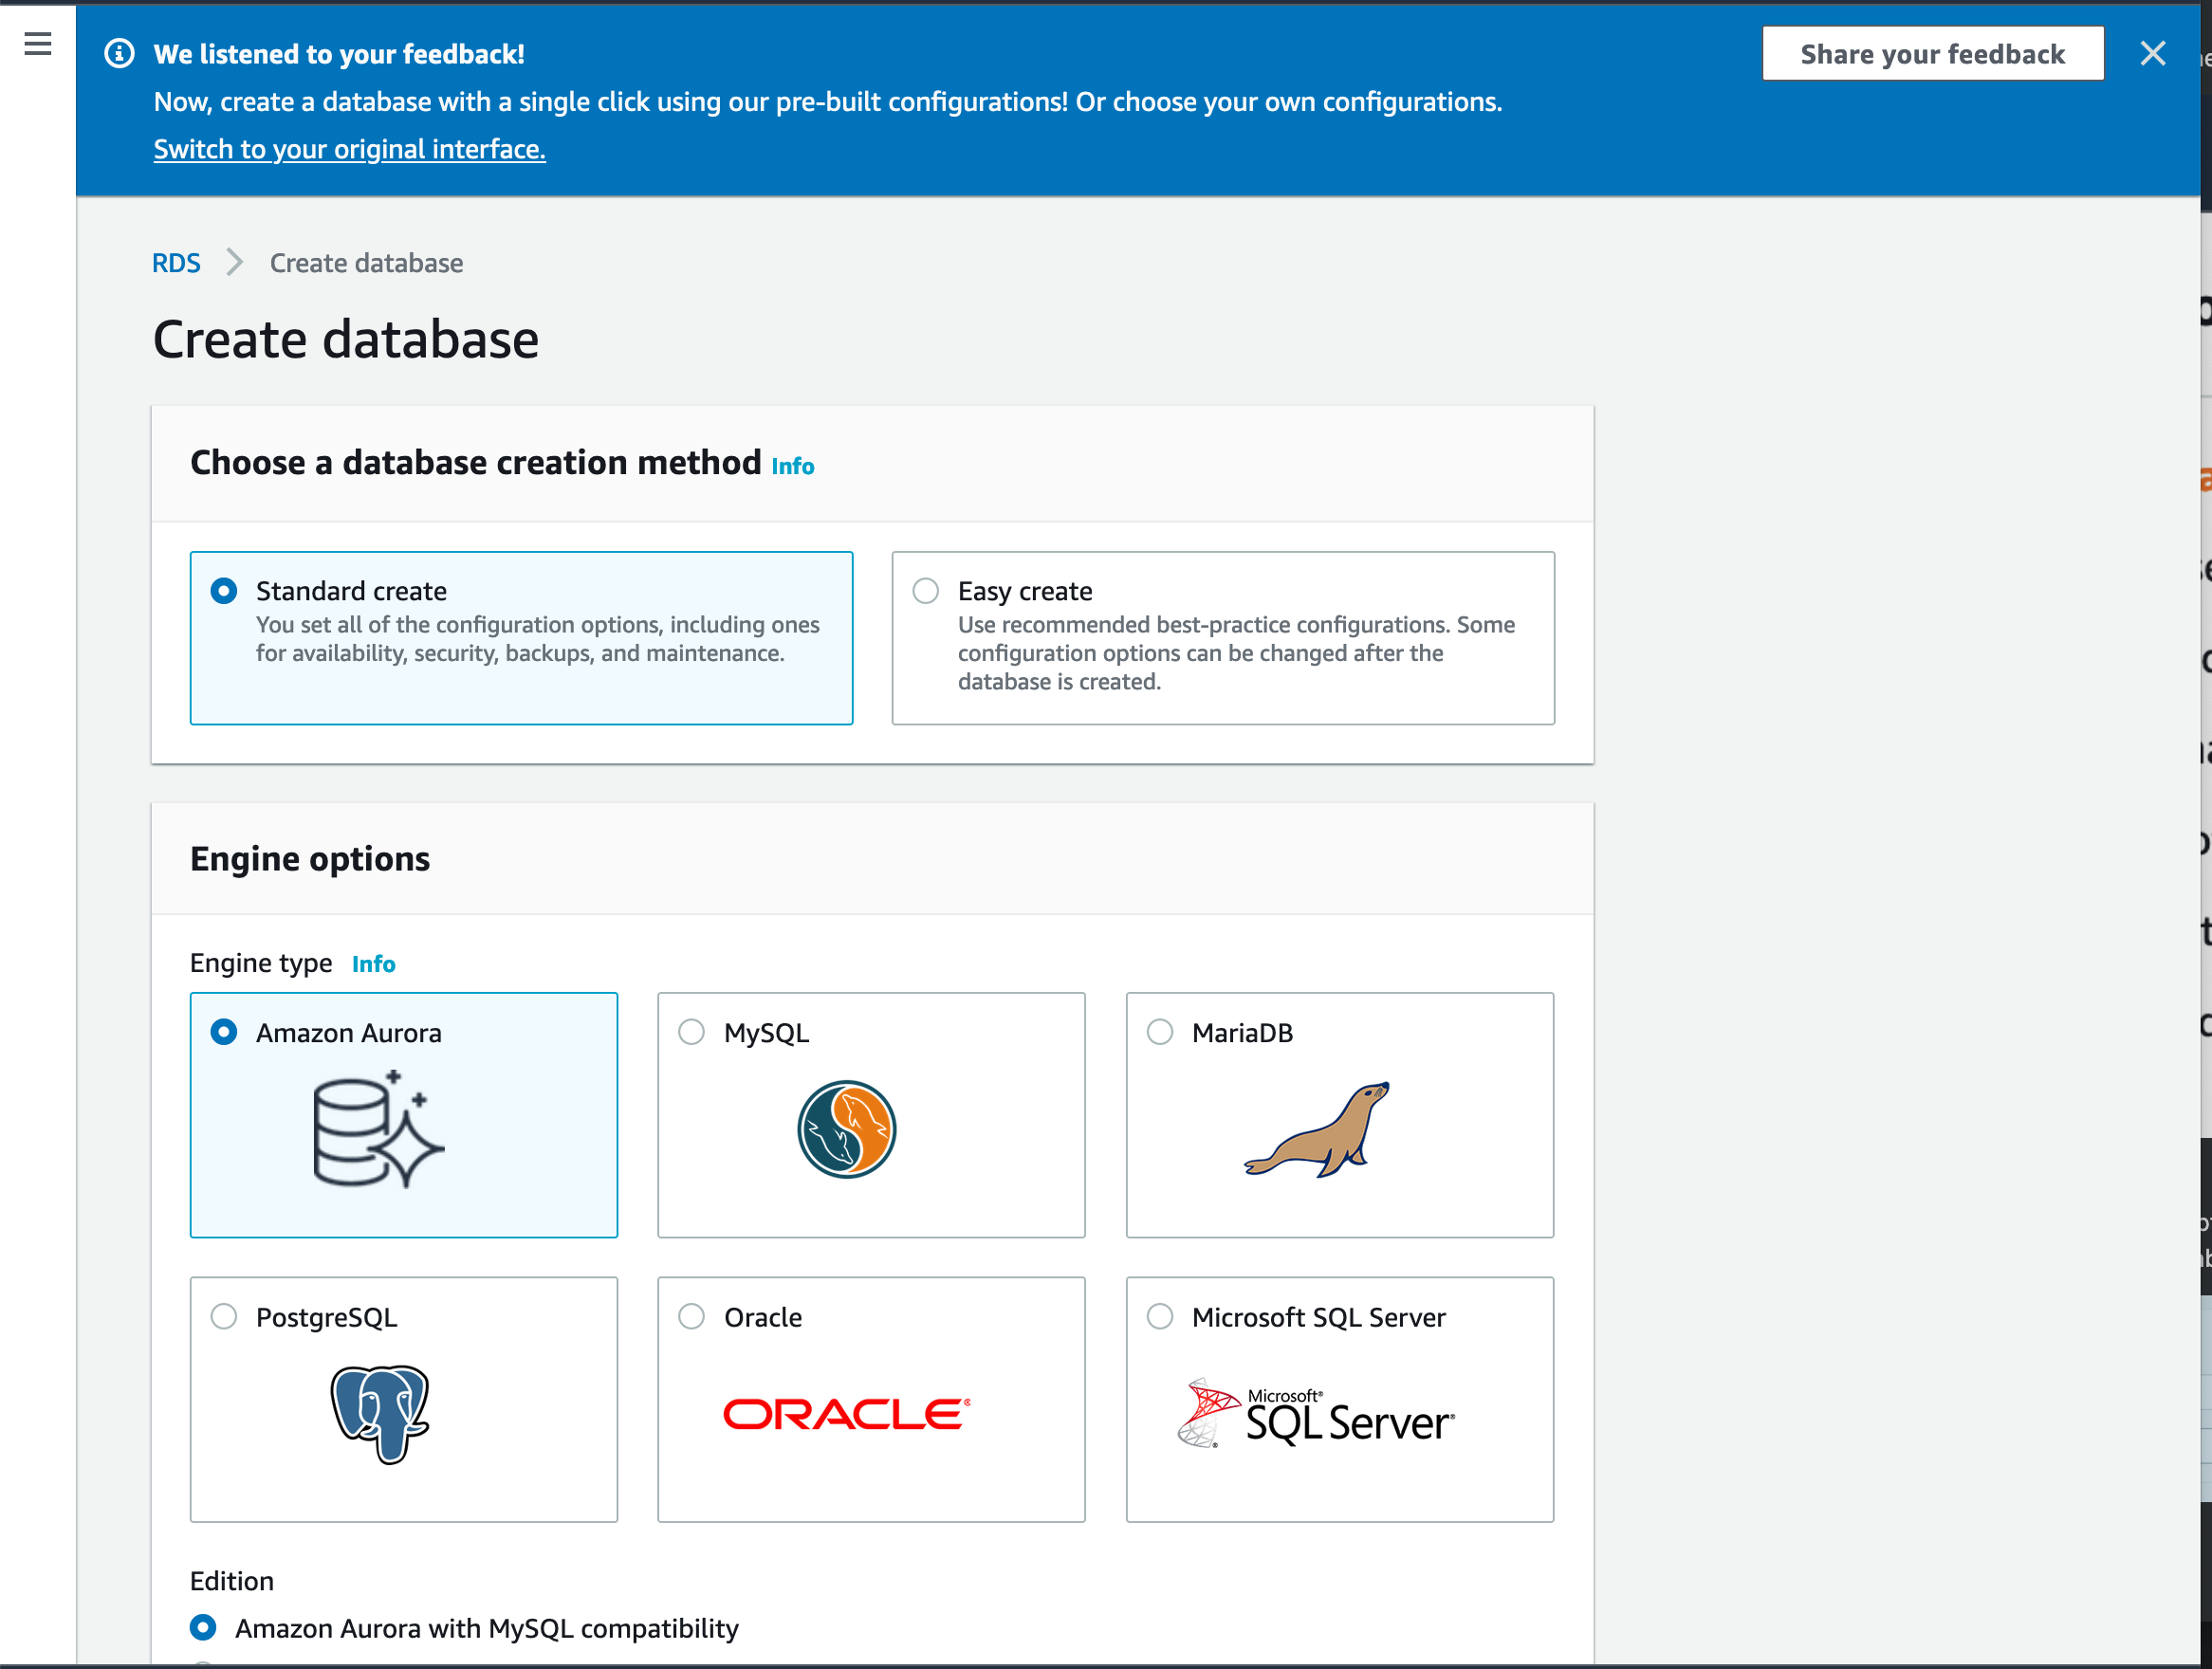 We listened to your feedback!
Share your feedback
Now, create a database with a single click using our pre-built configurations! Or choose your own configurations.
Switch to your original interface.
RDS
Create database
Create database
Choose a database creation method Info
Standard create
You set all of the configuration options, including ones
for availability, security, backups, and maintenance.
Easy create
Use recommended best-practice configurations. Some
configuration options can be changed after the
database is created.
Engine options
Engine type Info
Amazon Aurora
MySQL
MariaDB
PostgreSQL
Oracle
ORACLE®
Microsoft SQL Server
Microsoft®
SQL Server®
Edition
Amazon Aurora with MySQL compatibility